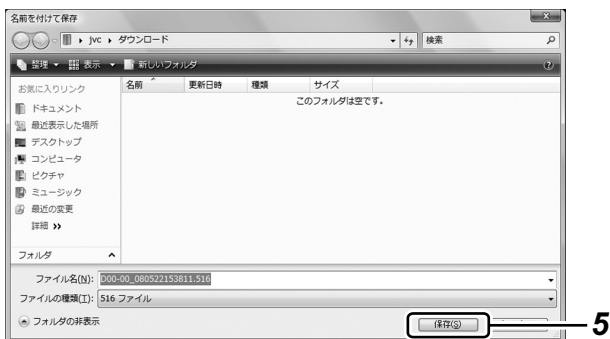 名前を付けて保存
jvc ▸ ダウンロード
検索
整理 表示 新しいフォルダ
お気に入りリンク
ドキュメント
最近表示した場所
デスクトップ
コンピュータ
ピクチャ
ミュージック
最近の変更
詳細 >>
フォルダ
名前 更新日時 種類 サイズ
このフォルダは空です。
ファイル名(N): D00-00_080522153811.516
ファイルの種類(T): 516 ファイル
フォルダの非表示
保存(S)
5